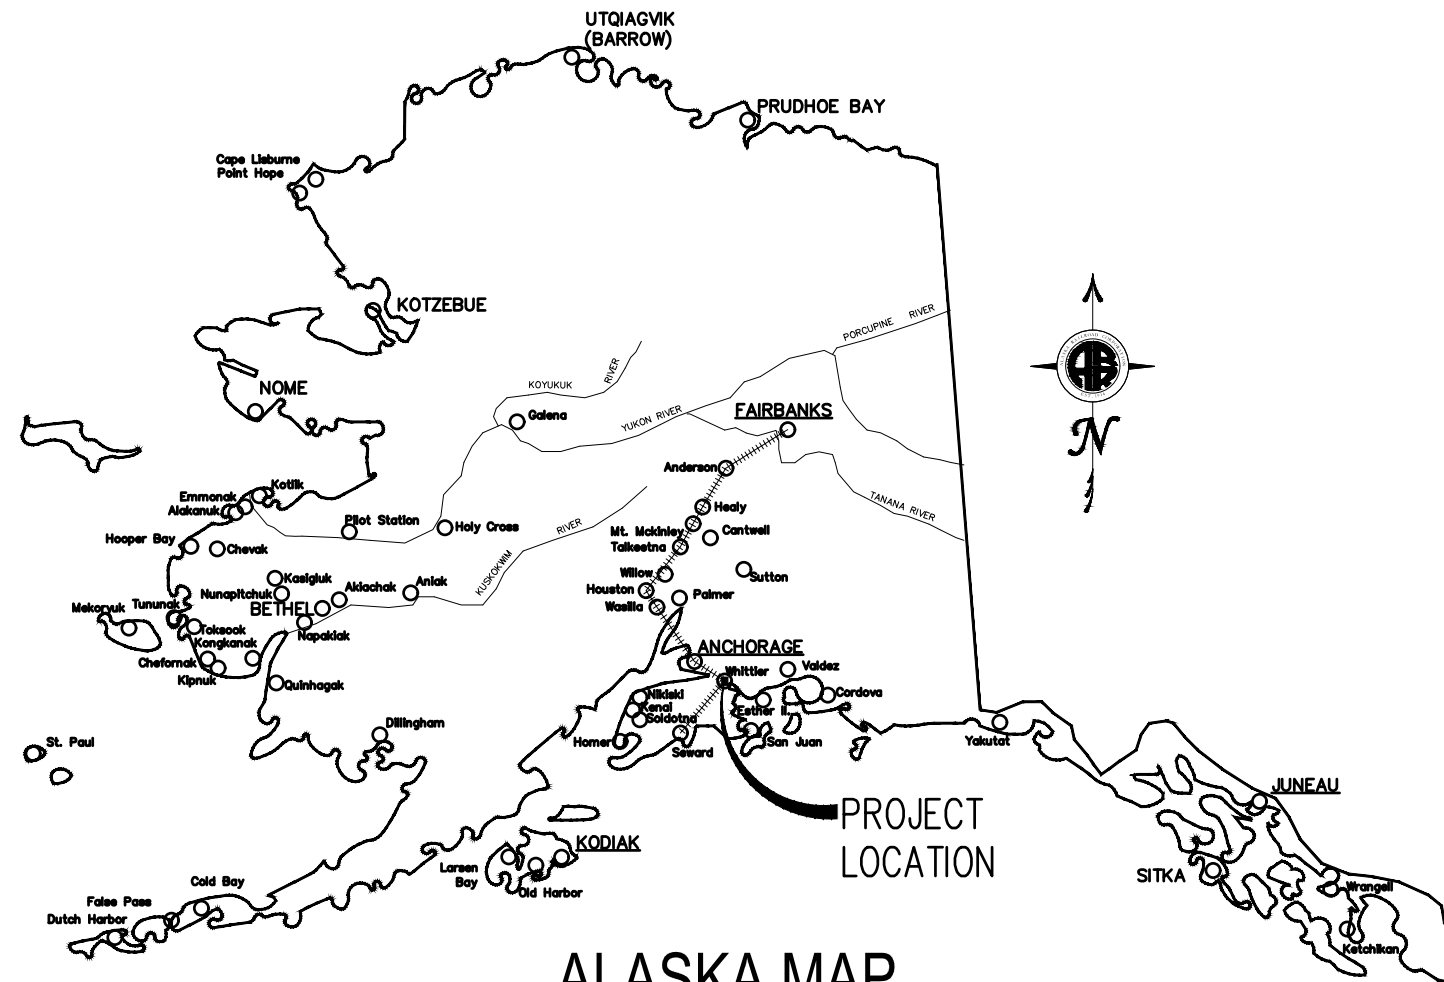 UTQIAGVIK
(BARROW)
PRUDHOE BAY
Cape Lisburne
Point Hope
KOTZEBUE
PORCUPINE RIVER
NOME
KOYUKUK RIVER
Galena
YUKON RIVER
FAIRBANKS
Anderson
TANANA RIVER
N
Kotlik
Emmonak
Alakanuk
Pilot Station
Holy Cross
KUSKOKWIM RIVER
Healy
Mt. Mckinley
Cantwell
Talkeetna
Hooper Bay
Chevak
Kasigluk
Nunapitchuk
Akiachak
Aniak
Willow
Sutton
Houston
Palmer
Wasilla
Mekoryuk
Tununak
BETHEL
Toksook
Napakiak
Kongkanak
Chefornak
Kipnuk
Quinhagak
ANCHORAGE
Whittier
Valdez
Nikiski
Kenai
Soldotna
Esther II.
Cordova
Homer
Seward
San Juan
Dillingham
St. Paul
Yakutat
PROJECT
LOCATION
JUNEAU
KODIAK
Larsen
Bay
Old Harbor
SITKA
Wrangell
Ketchikan
Cold Bay
False Pass
Dutch Harbor
ALASKA MAP